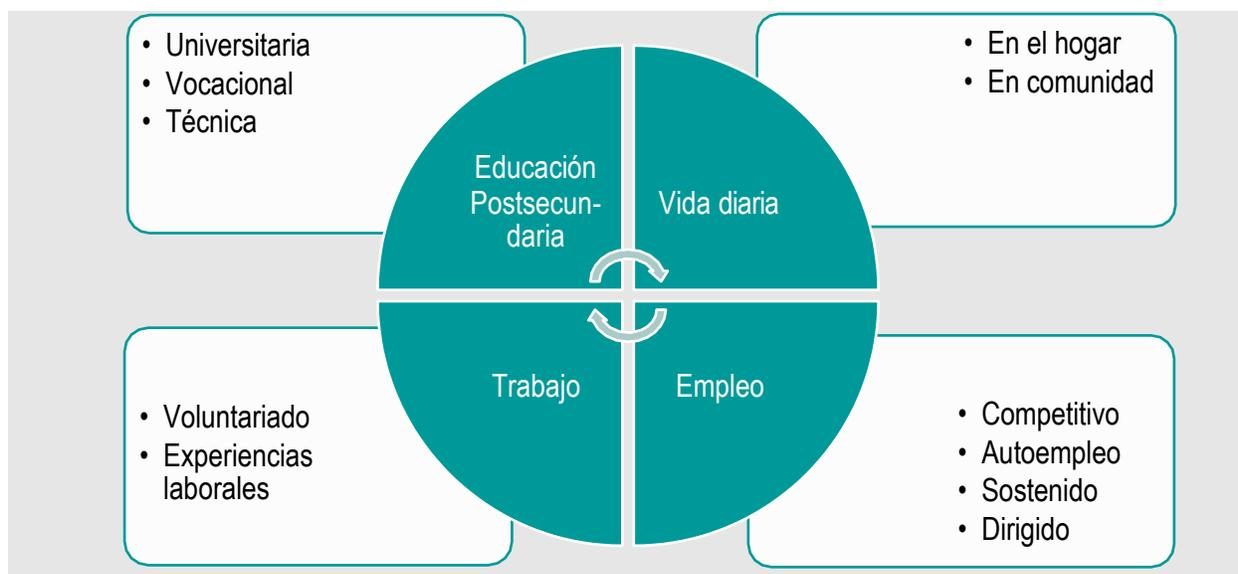 • Universitaria
• Vocacional
• Técnica
• En el hogar
• En comunidad
Educación
Postsecun-
daria
Vida diaria
Trabajo
Empleo
• Voluntariado
• Experiencias
laborales
• Competitivo
• Autoempleo
• Sostenido
• Dirigido